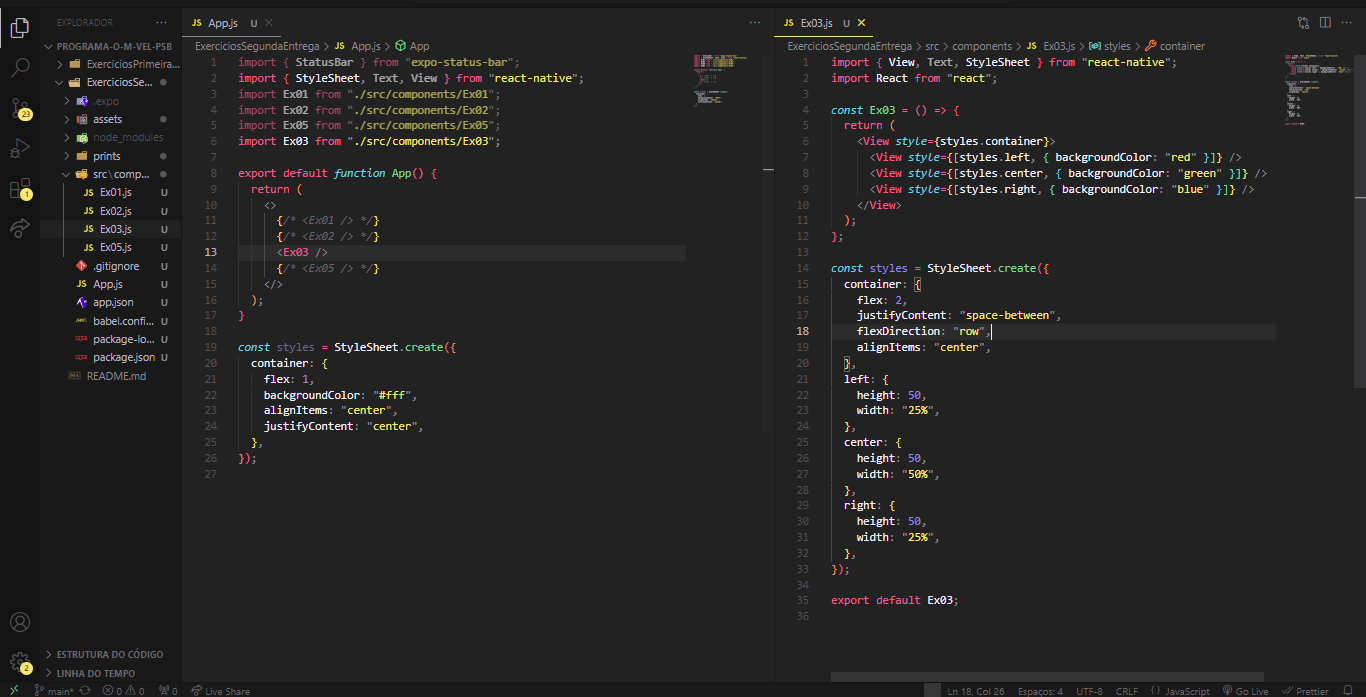 EXPLORADOR
PROGRAMA-O-M-VEL-P5B
ExerciciosPrimeira...
ExerciciosSe...
.expo
assets
node_modules
prints
src\comp...
JS Ex01.js U
JS Ex02.js U
JS Ex03.js U
JS Ex05.js U
.gitignore U
JS App.js U
app.json U
babel.confi... U
package-lo... U
package.json U
README.md
ESTRUTURA DO CÓDIGO
LINHA DO TEMPO
23
1
2
JS App.js U
ExerciciosSegundaEntrega > JS App.js > App
1 import { StatusBar } from "expo-status-bar";
2 import { StyleSheet, Text, View } from "react-native";
3 import Ex01 from "./src/components/Ex01";
4 import Ex02 from "./src/components/Ex02";
5 import Ex05 from "./src/components/Ex05";
6 import Ex03 from "./src/components/Ex03";
7
8 export default function App() {
9 return (
10 <>
11 {/* <Ex01 /> */}
12 {/* <Ex02 /> */}
13 <Ex03 />
14 {/* <Ex05 /> */}
15 </>
16 );
17 }
18
19 const styles = StyleSheet.create({
20 container: {
21 flex: 1,
22 backgroundColor: "#fff",
23 alignItems: "center",
24 justifyContent: "center",
25 },
26 });
27
JS Ex03.js U
ExerciciosSegundaEntrega > src > components > JS Ex03.js > styles > container
1 import { View, Text, StyleSheet } from "react-native";
2 import React from "react";
3
4 const Ex03 = () => {
5 return (
6 <View style={styles.container}>
7 <View style={[styles.left, { backgroundColor: "red" }]} />
8 <View style={[styles.center, { backgroundColor: "green" }]} />
9 <View style={[styles.right, { backgroundColor: "blue" }]} />
10 </View>
11 );
12 };
13
14 const styles = StyleSheet.create({
15 container: {
16 flex: 2,
17 justifyContent: "space-between",
18 flexDirection: "row",
19 alignItems: "center",
20 },
21 left: {
22 height: 50,
23 width: "25%",
24 },
25 center: {
26 height: 50,
27 width: "50%",
28 },
29 right: {
30 height: 50,
31 width: "25%",
32 },
33 });
34
35 export default Ex03;
36
main* 0 0 0 Live Share Ln 18, Col 26 Espaços: 4 UTF-8 CRLF {} JavaScript Go Live Prettier